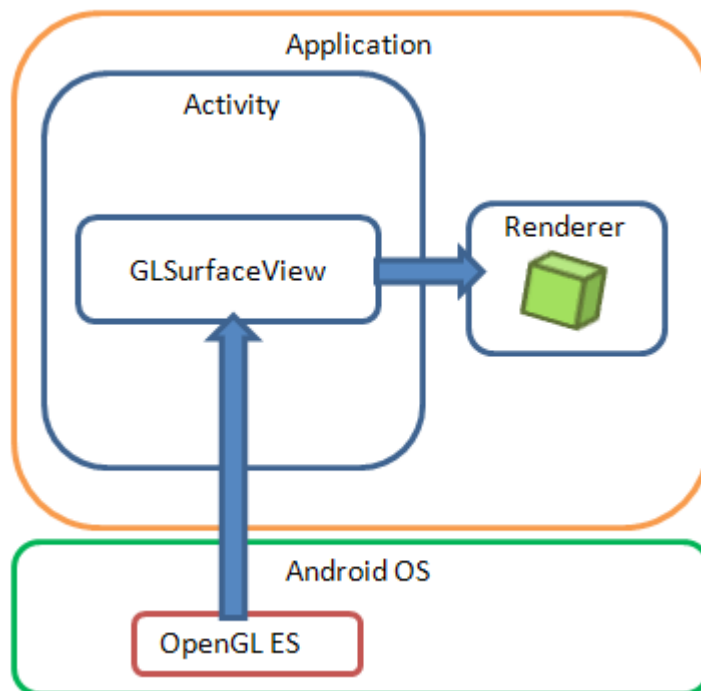 Application
Activity
Renderer
GLSurfaceView
Android OS
OpenGL ES